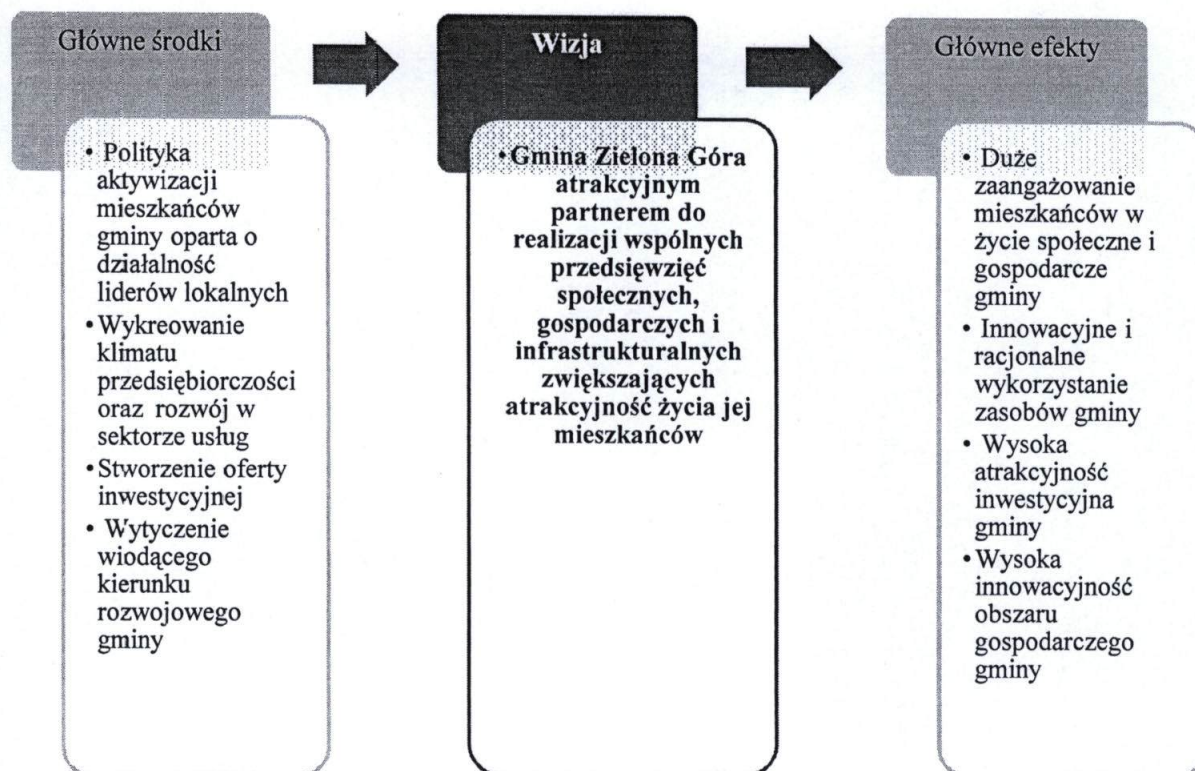 Główne środki
• Polityka
aktywizacji
mieszkańców
gminy oparta o
działalność
liderów lokalnych
• Wykreowanie
klimatu
przedsiębiorczości
oraz rozwój w
sektorze usług
• Stworzenie oferty
inwestycyjnej
• Wytyczenie
wiodącego
kierunku
rozwojowego
gminy
Wizja
• Gmina Zielona Góra
atrakcyjnym
partnerem do
realizacji wspólnych
przedsięwzięć
społecznych,
gospodarczych i
infrastrukturalnych
zwiększających
atrakcyjność życia jej
mieszkańców
Główne efekty
• Duże
zaangażowanie
mieszkańców w
życie społeczne i
gospodarcze
gminy
• Innowacyjne i
racjonalne
wykorzystanie
zasobów gminy
• Wysoka
atrakcyjność
inwestycyjna
gminy
• Wysoka
innowacyjność
obszaru
gospodarczego
gminy